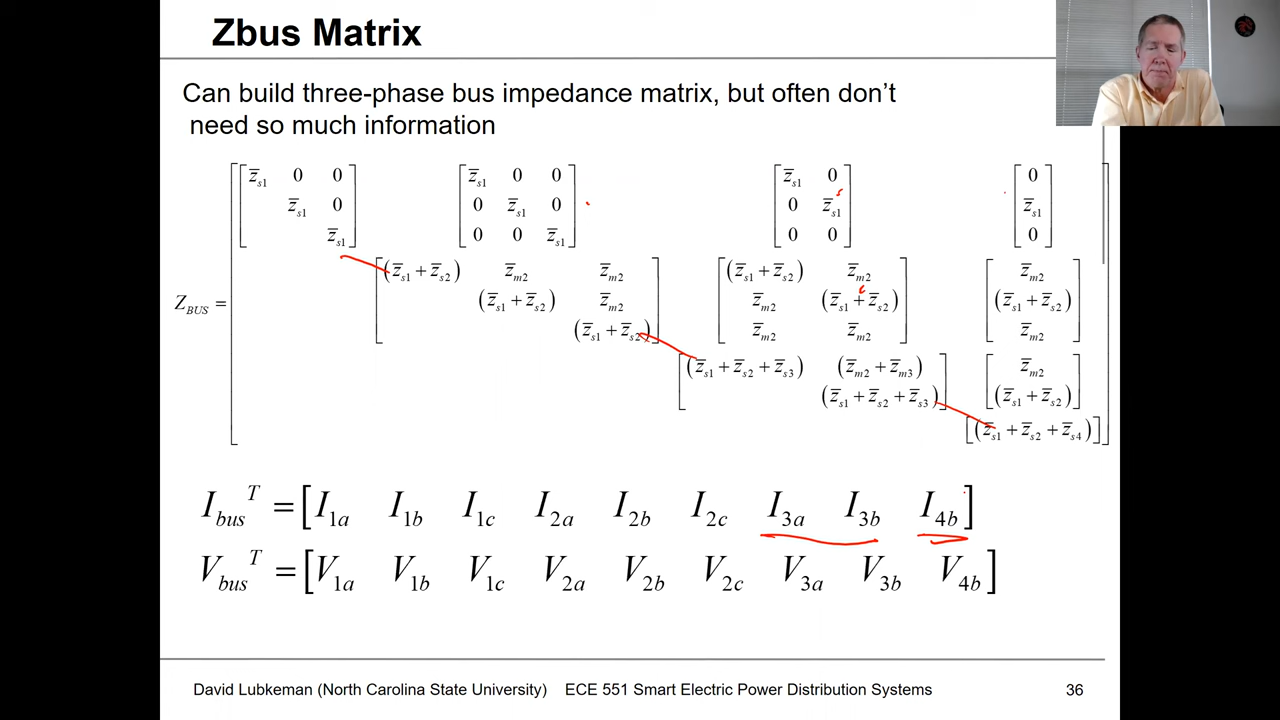 Zbus Matrix
Can build three-phase bus impedance matrix, but often don't
need so much information
z̄s1 0 0 z̄s1 0 0 z̄s1 0 0
z̄s1 0 0 z̄s1 0 0 z̄s1 z̄s1
z̄s1 0 0 z̄s1 0 0 0
(z̄s1 + z̄s2) z̄m2 z̄m2 (z̄s1 + z̄s2) z̄m2 z̄m2
ZBUS = (z̄s1 + z̄s2) z̄m2 z̄m2 (z̄s1 + z̄s2) (z̄s1 + z̄s2)
(z̄s1 + z̄s2) z̄m2 z̄m2 z̄m2
(z̄s1 + z̄s2 + z̄s3) (z̄m2 + z̄m3) z̄m2
(z̄s1 + z̄s2 + z̄s3) (z̄s1 + z̄s2)
[(z̄s1 + z̄s2 + z̄s4)]
Ibus^T = [I1a I1b I1c I2a I2b I2c I3a I3b I4b]
Vbus^T = [V1a V1b V1c V2a V2b V2c V3a V3b V4b]
David Lubkeman (North Carolina State University) ECE 551 Smart Electric Power Distribution Systems 36